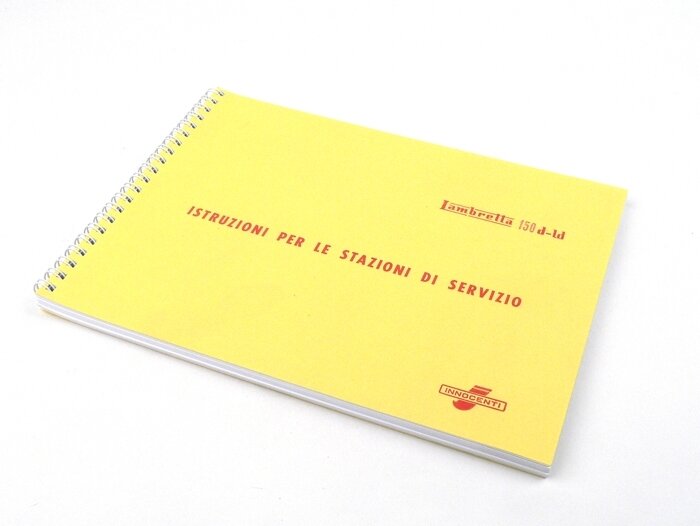 Lambretta 150 d-ld
ISTRUZIONI PER LE STAZIONI DI SERVIZIO
INNOCENTI